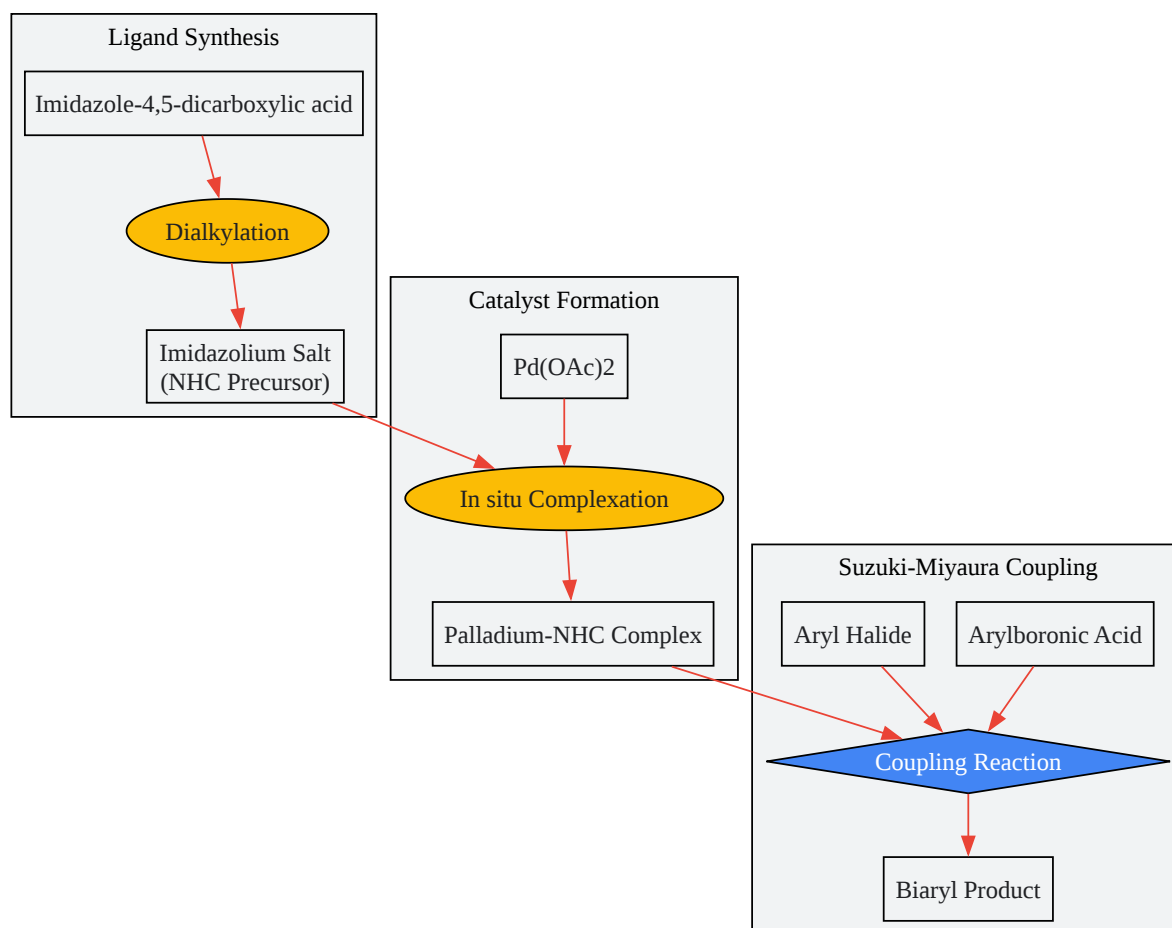 Ligand Synthesis
Imidazole-4,5-dicarboxylic acid
Dialkylation
Imidazolium Salt
(NHC Precursor)
Catalyst Formation
Pd(OAc)2
In situ Complexation
Palladium-NHC Complex
Suzuki-Miyaura Coupling
Aryl Halide
Arylboronic Acid
Coupling Reaction
Biaryl Product